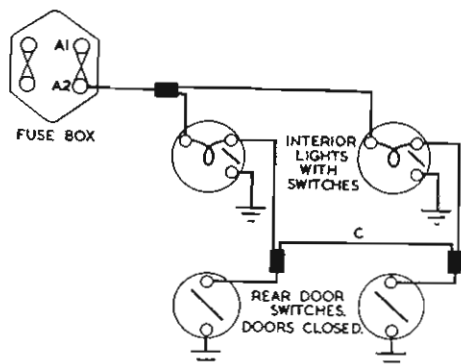 A1
A2
FUSE BOX
INTERIOR
LIGHTS
WITH
SWITCHES
C
REAR DOOR
SWITCHES.
DOORS CLOSED.